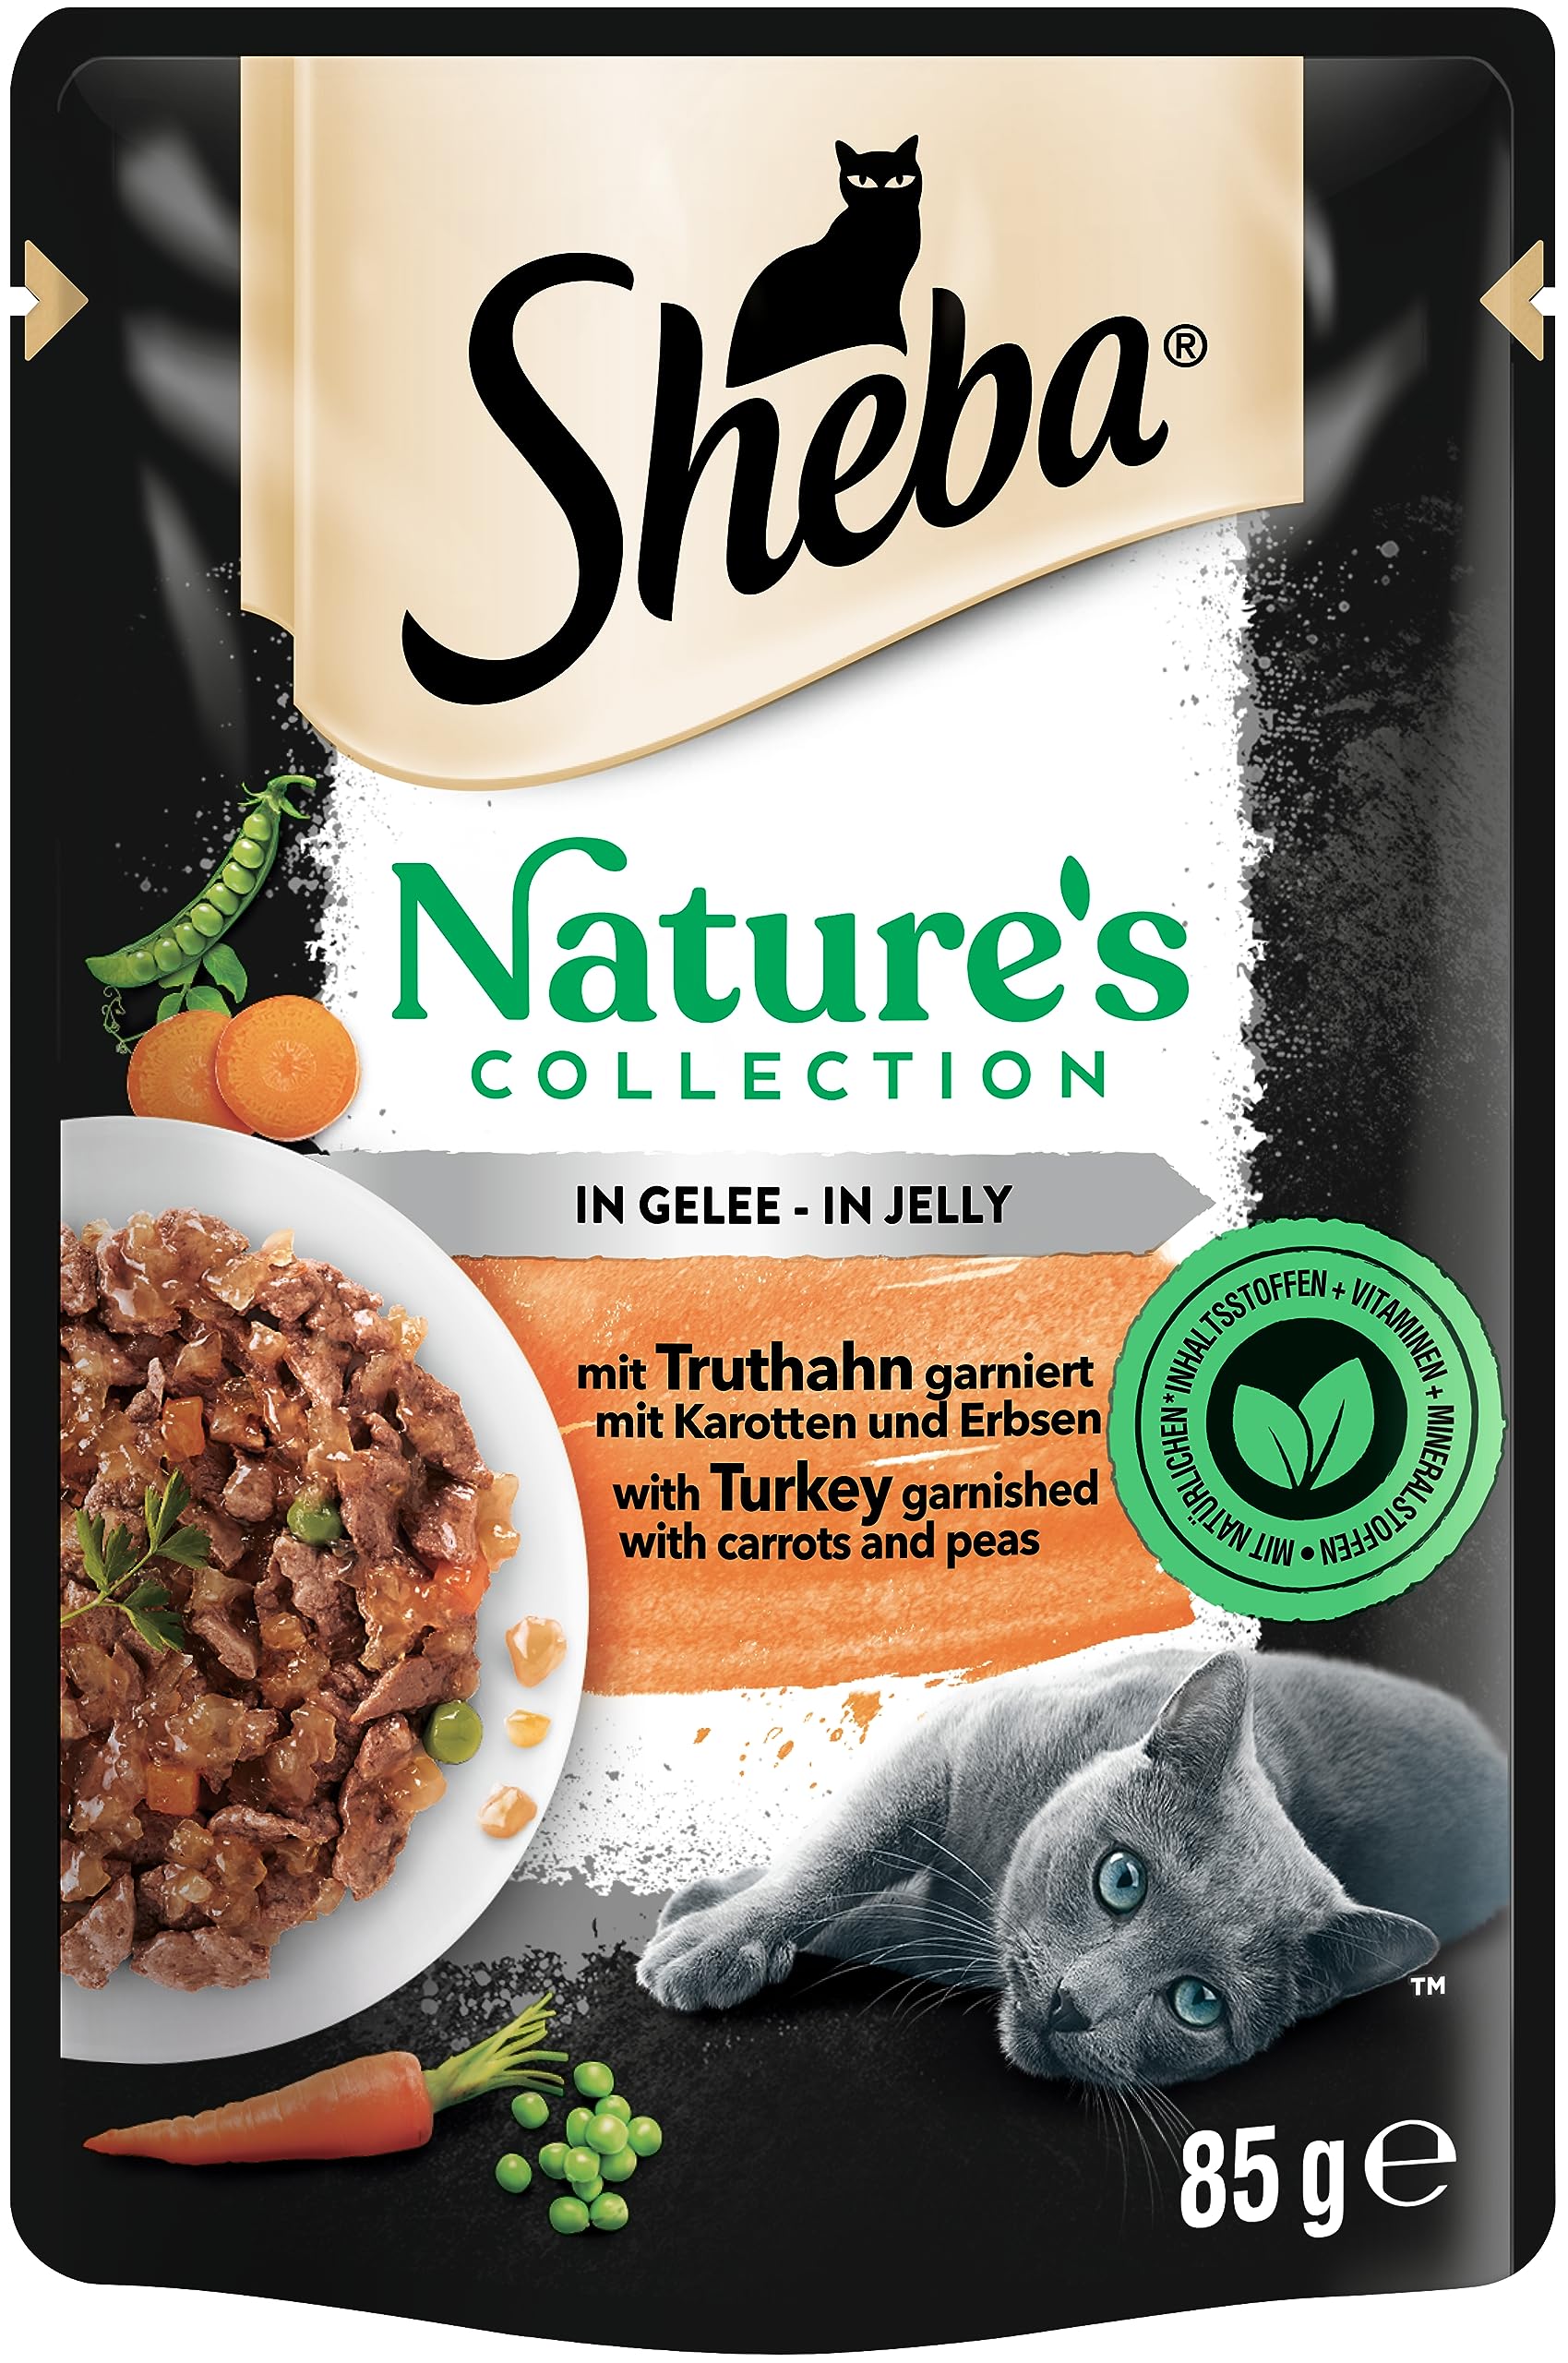 Sheba®
Nature's
COLLECTION
IN GELEE - IN JELLY
mit Truthahn garniert
mit Karotten und Erbsen
with Turkey garnished
with carrots and peas
MIT NATÜRLICHEN* INHALTSSTOFFEN + VITAMINEN + MINERALSTOFFEN •
TM
85 g ℮